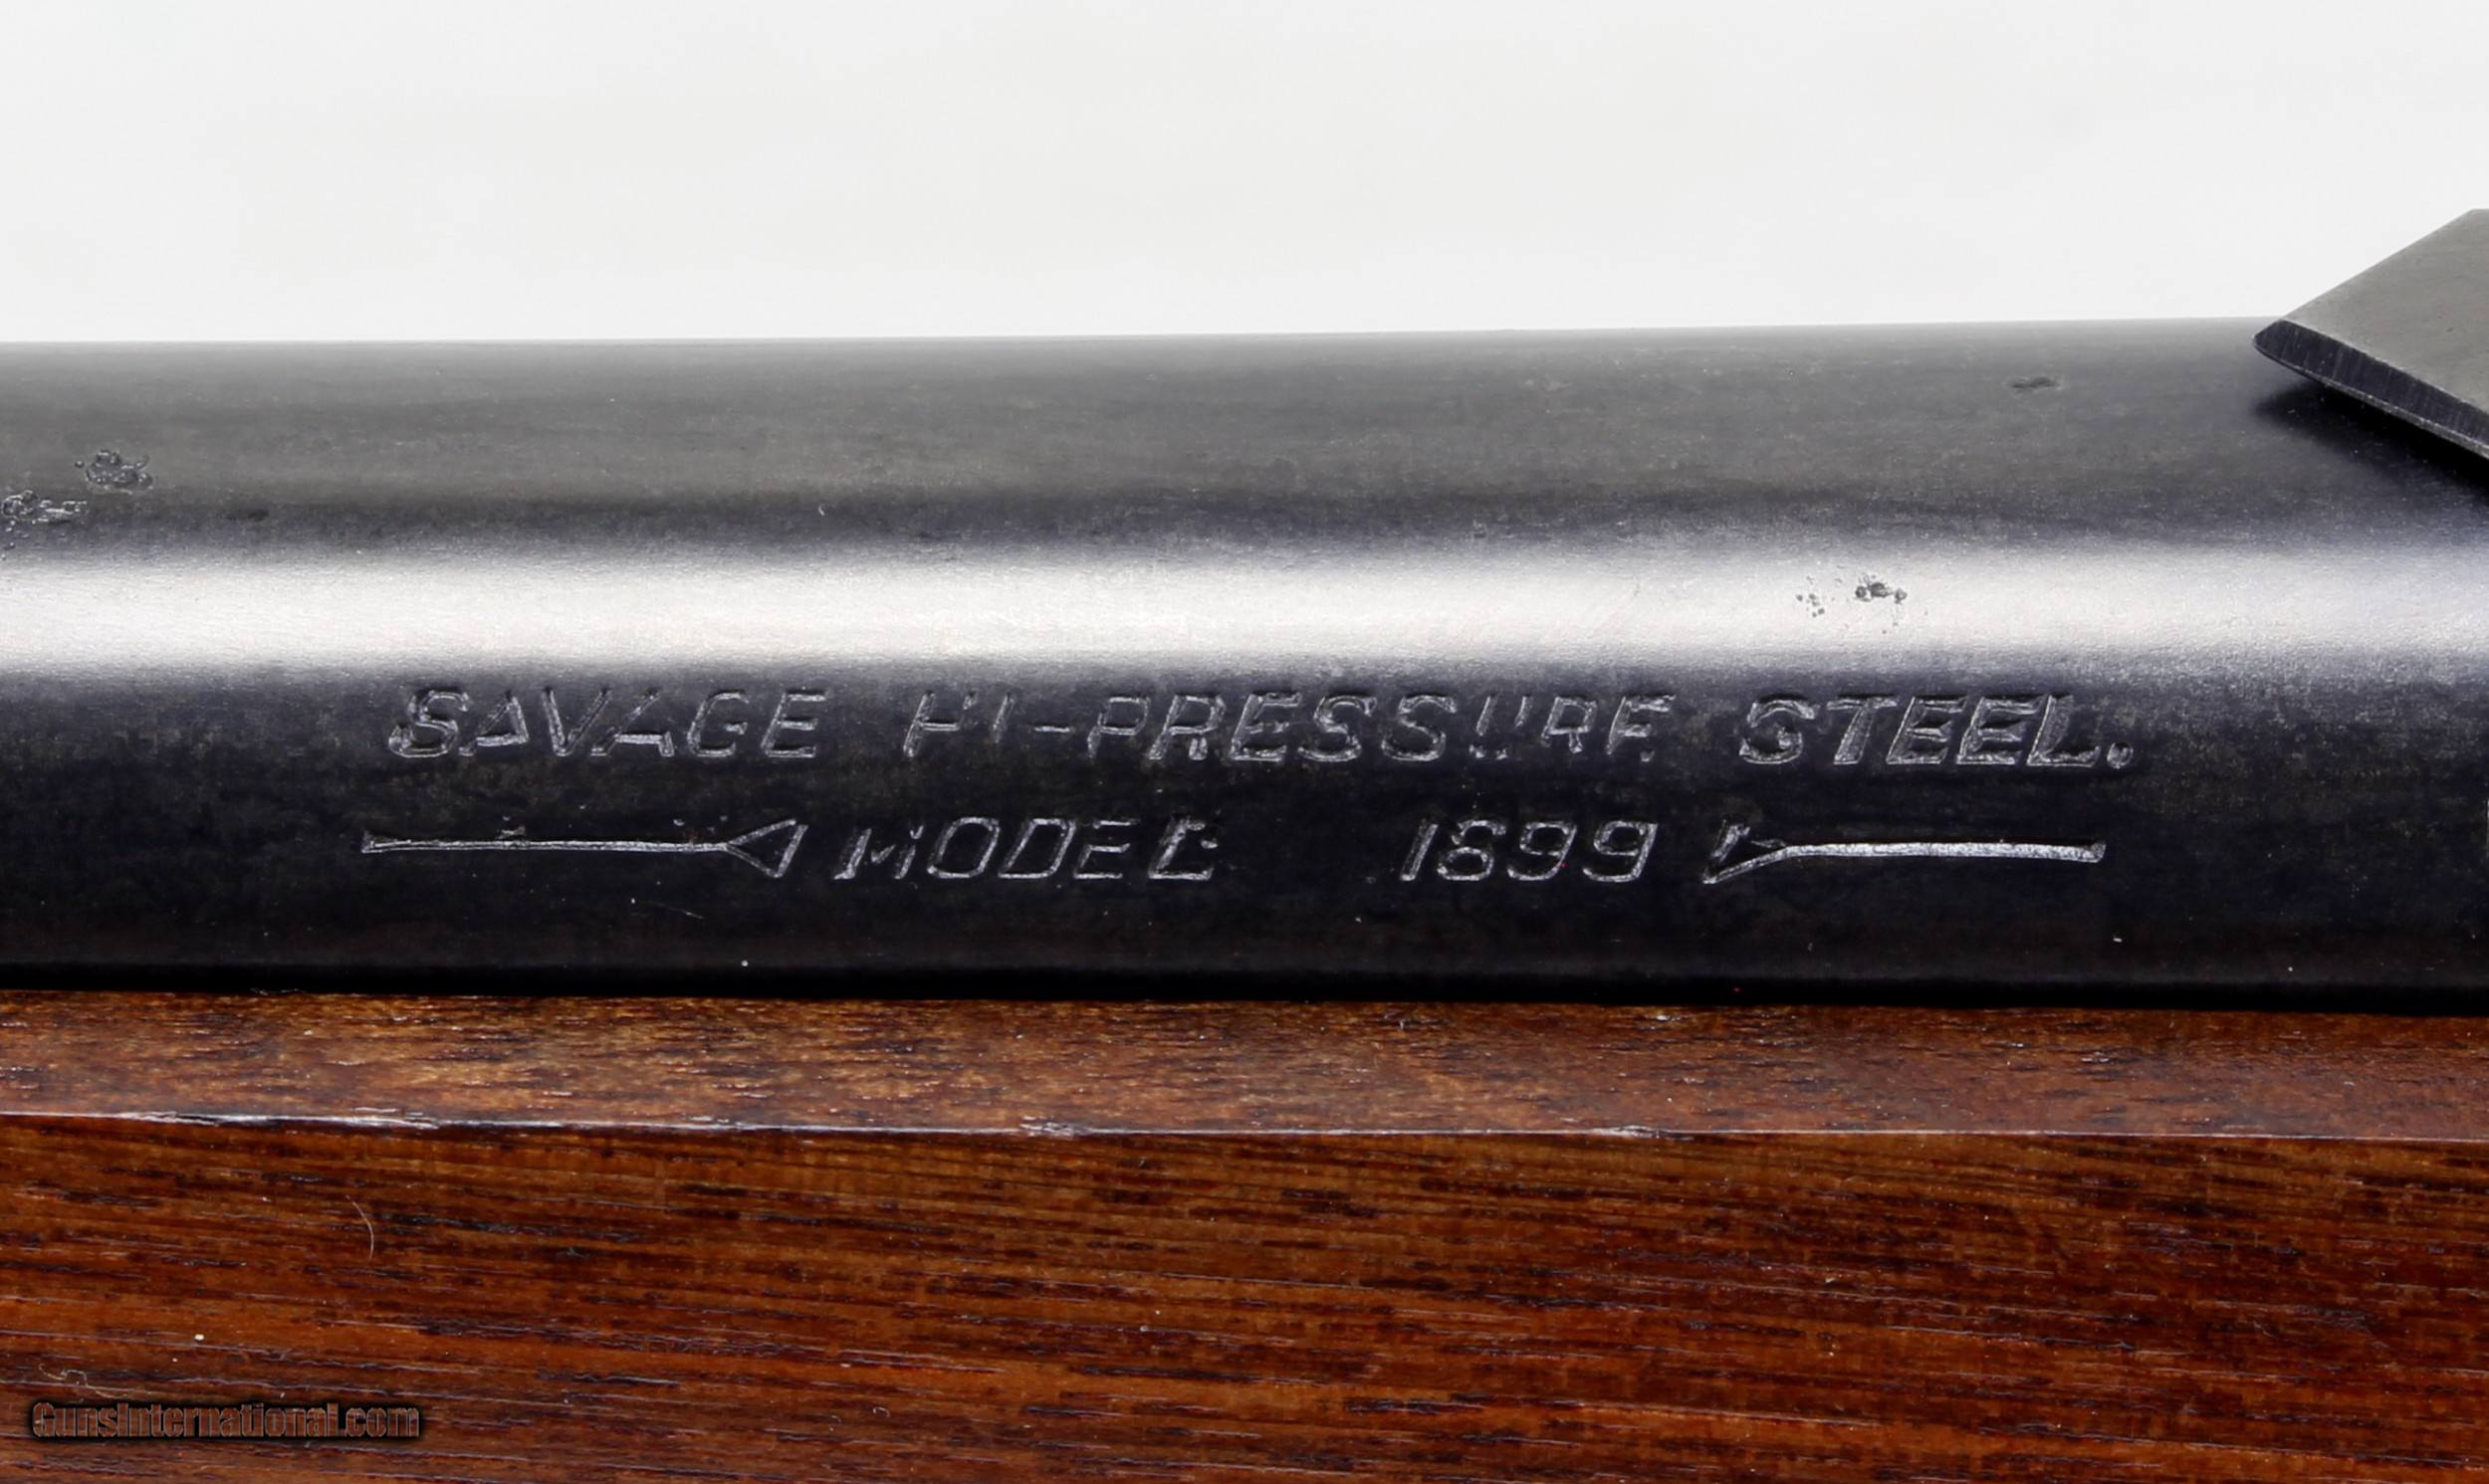 SAVAGE HI-PRESSURE STEEL.
MODEL 1899
GunsInternational.com